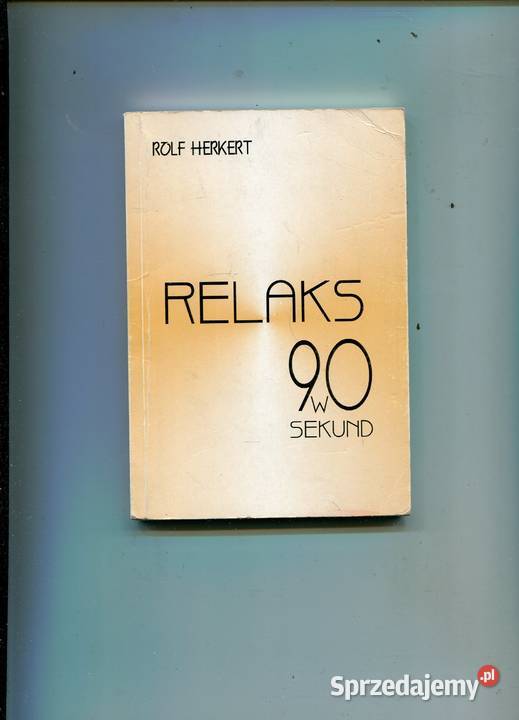 ROLF HERKERT
RELAKS
w 90
SEKUND
Sprzedajemy.pl